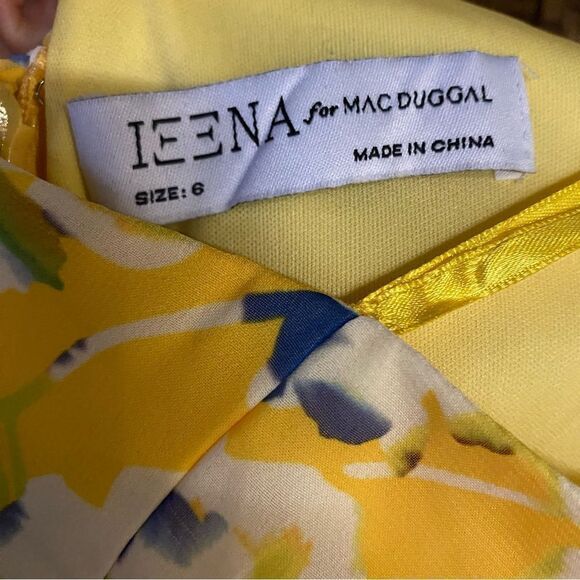 IEENA for MAC DUGGAL
MADE IN CHINA
SIZE: 6